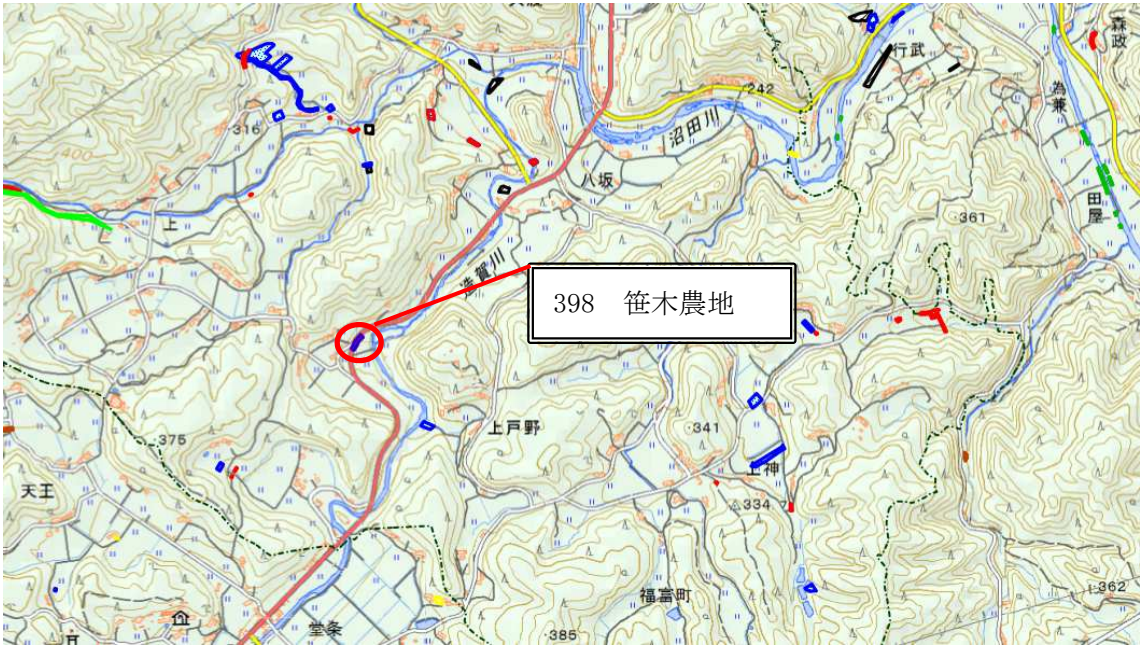 行武
森政
為兼
242
沼田川
316
400
八坂
田屋
上
361
造賀川
398 笹木農地
上戸野
341
375
上神
天王
334
福富町
362
堂条
385